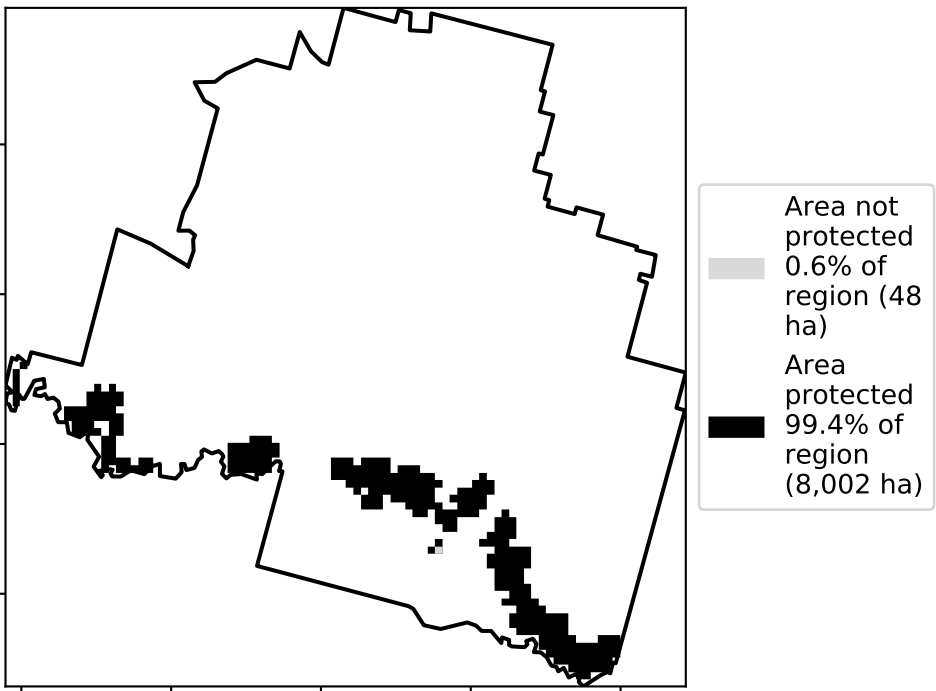 Area not
protected
0.6% of
region (48
ha)
Area
protected
99.4% of
region
(8,002 ha)